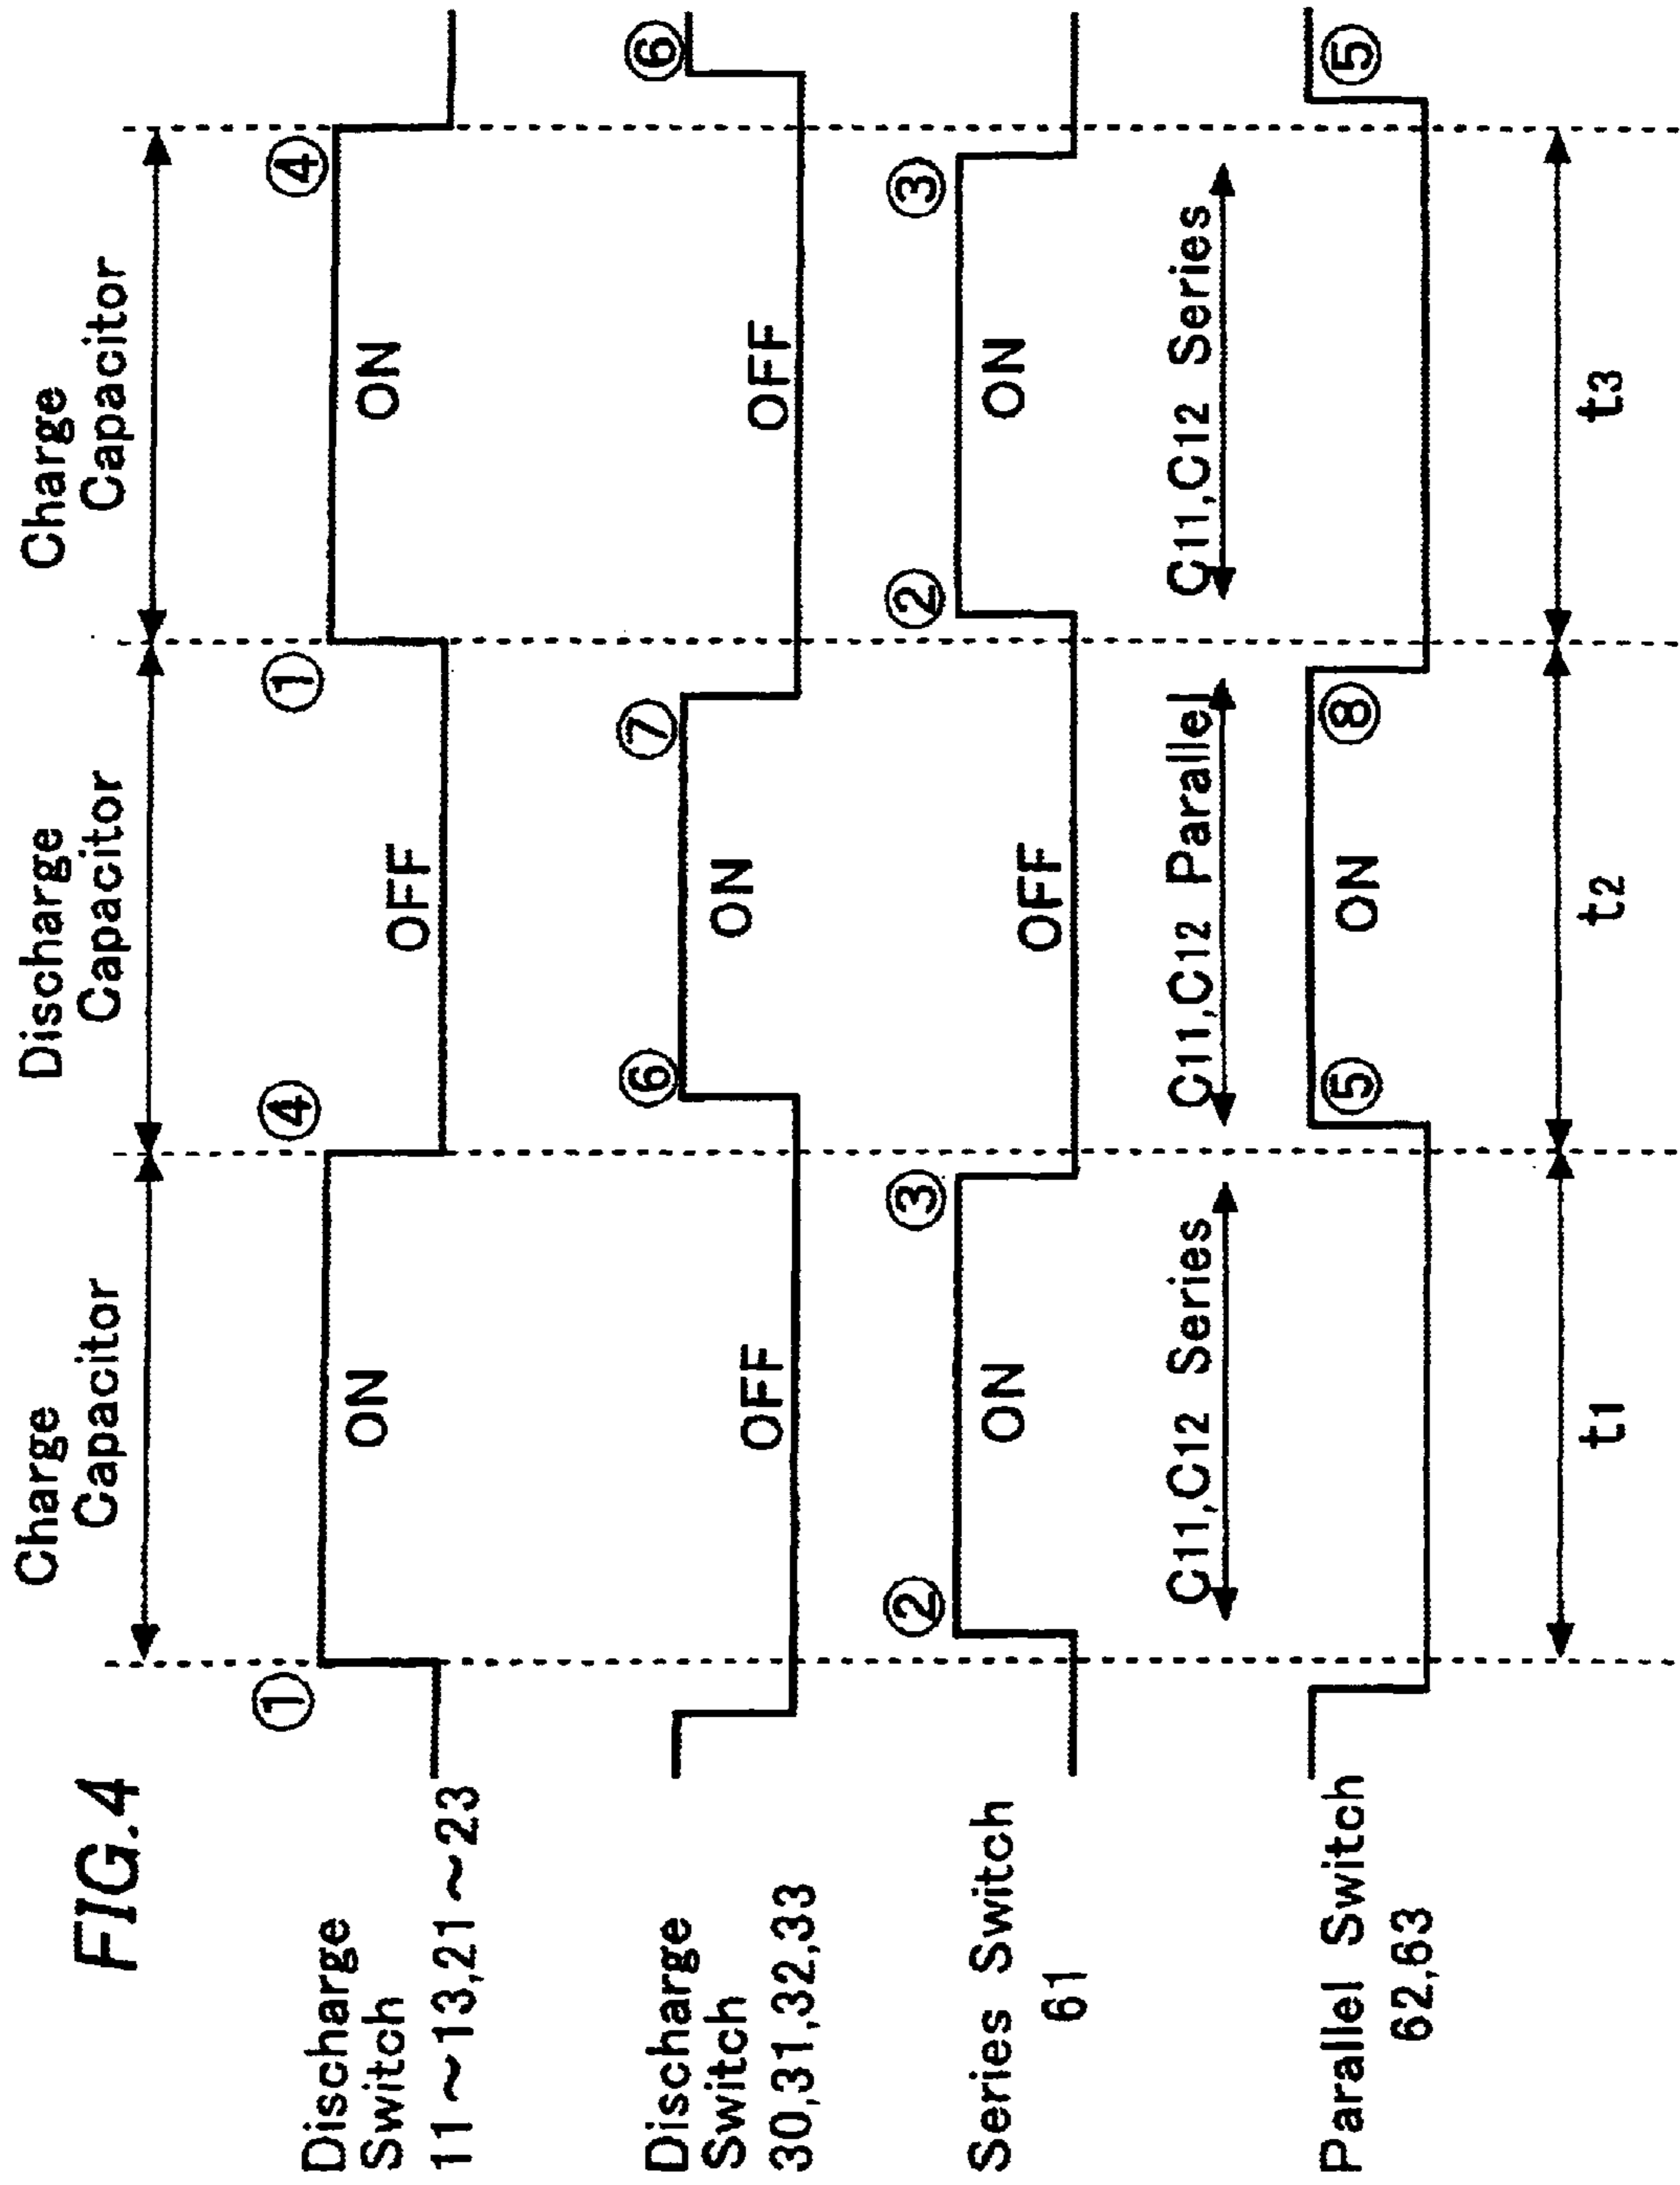 FIG.4
Charge
Capacitor
Discharge
Capacitor
Charge
Capacitor
Discharge
Switch
11~13,21~23
① ON ④ OFF ① ON ④
Discharge
Switch
30,31,32,33
OFF ⑥ ON ⑦ OFF ⑥
Series Switch
61
② ON ③ OFF ② ON ③
C11,C12 Series
C11,C12 Parallel
C11,C12 Series
Parallel Switch
62,63
⑤ ON ⑧ ⑤
t1
t2
t3